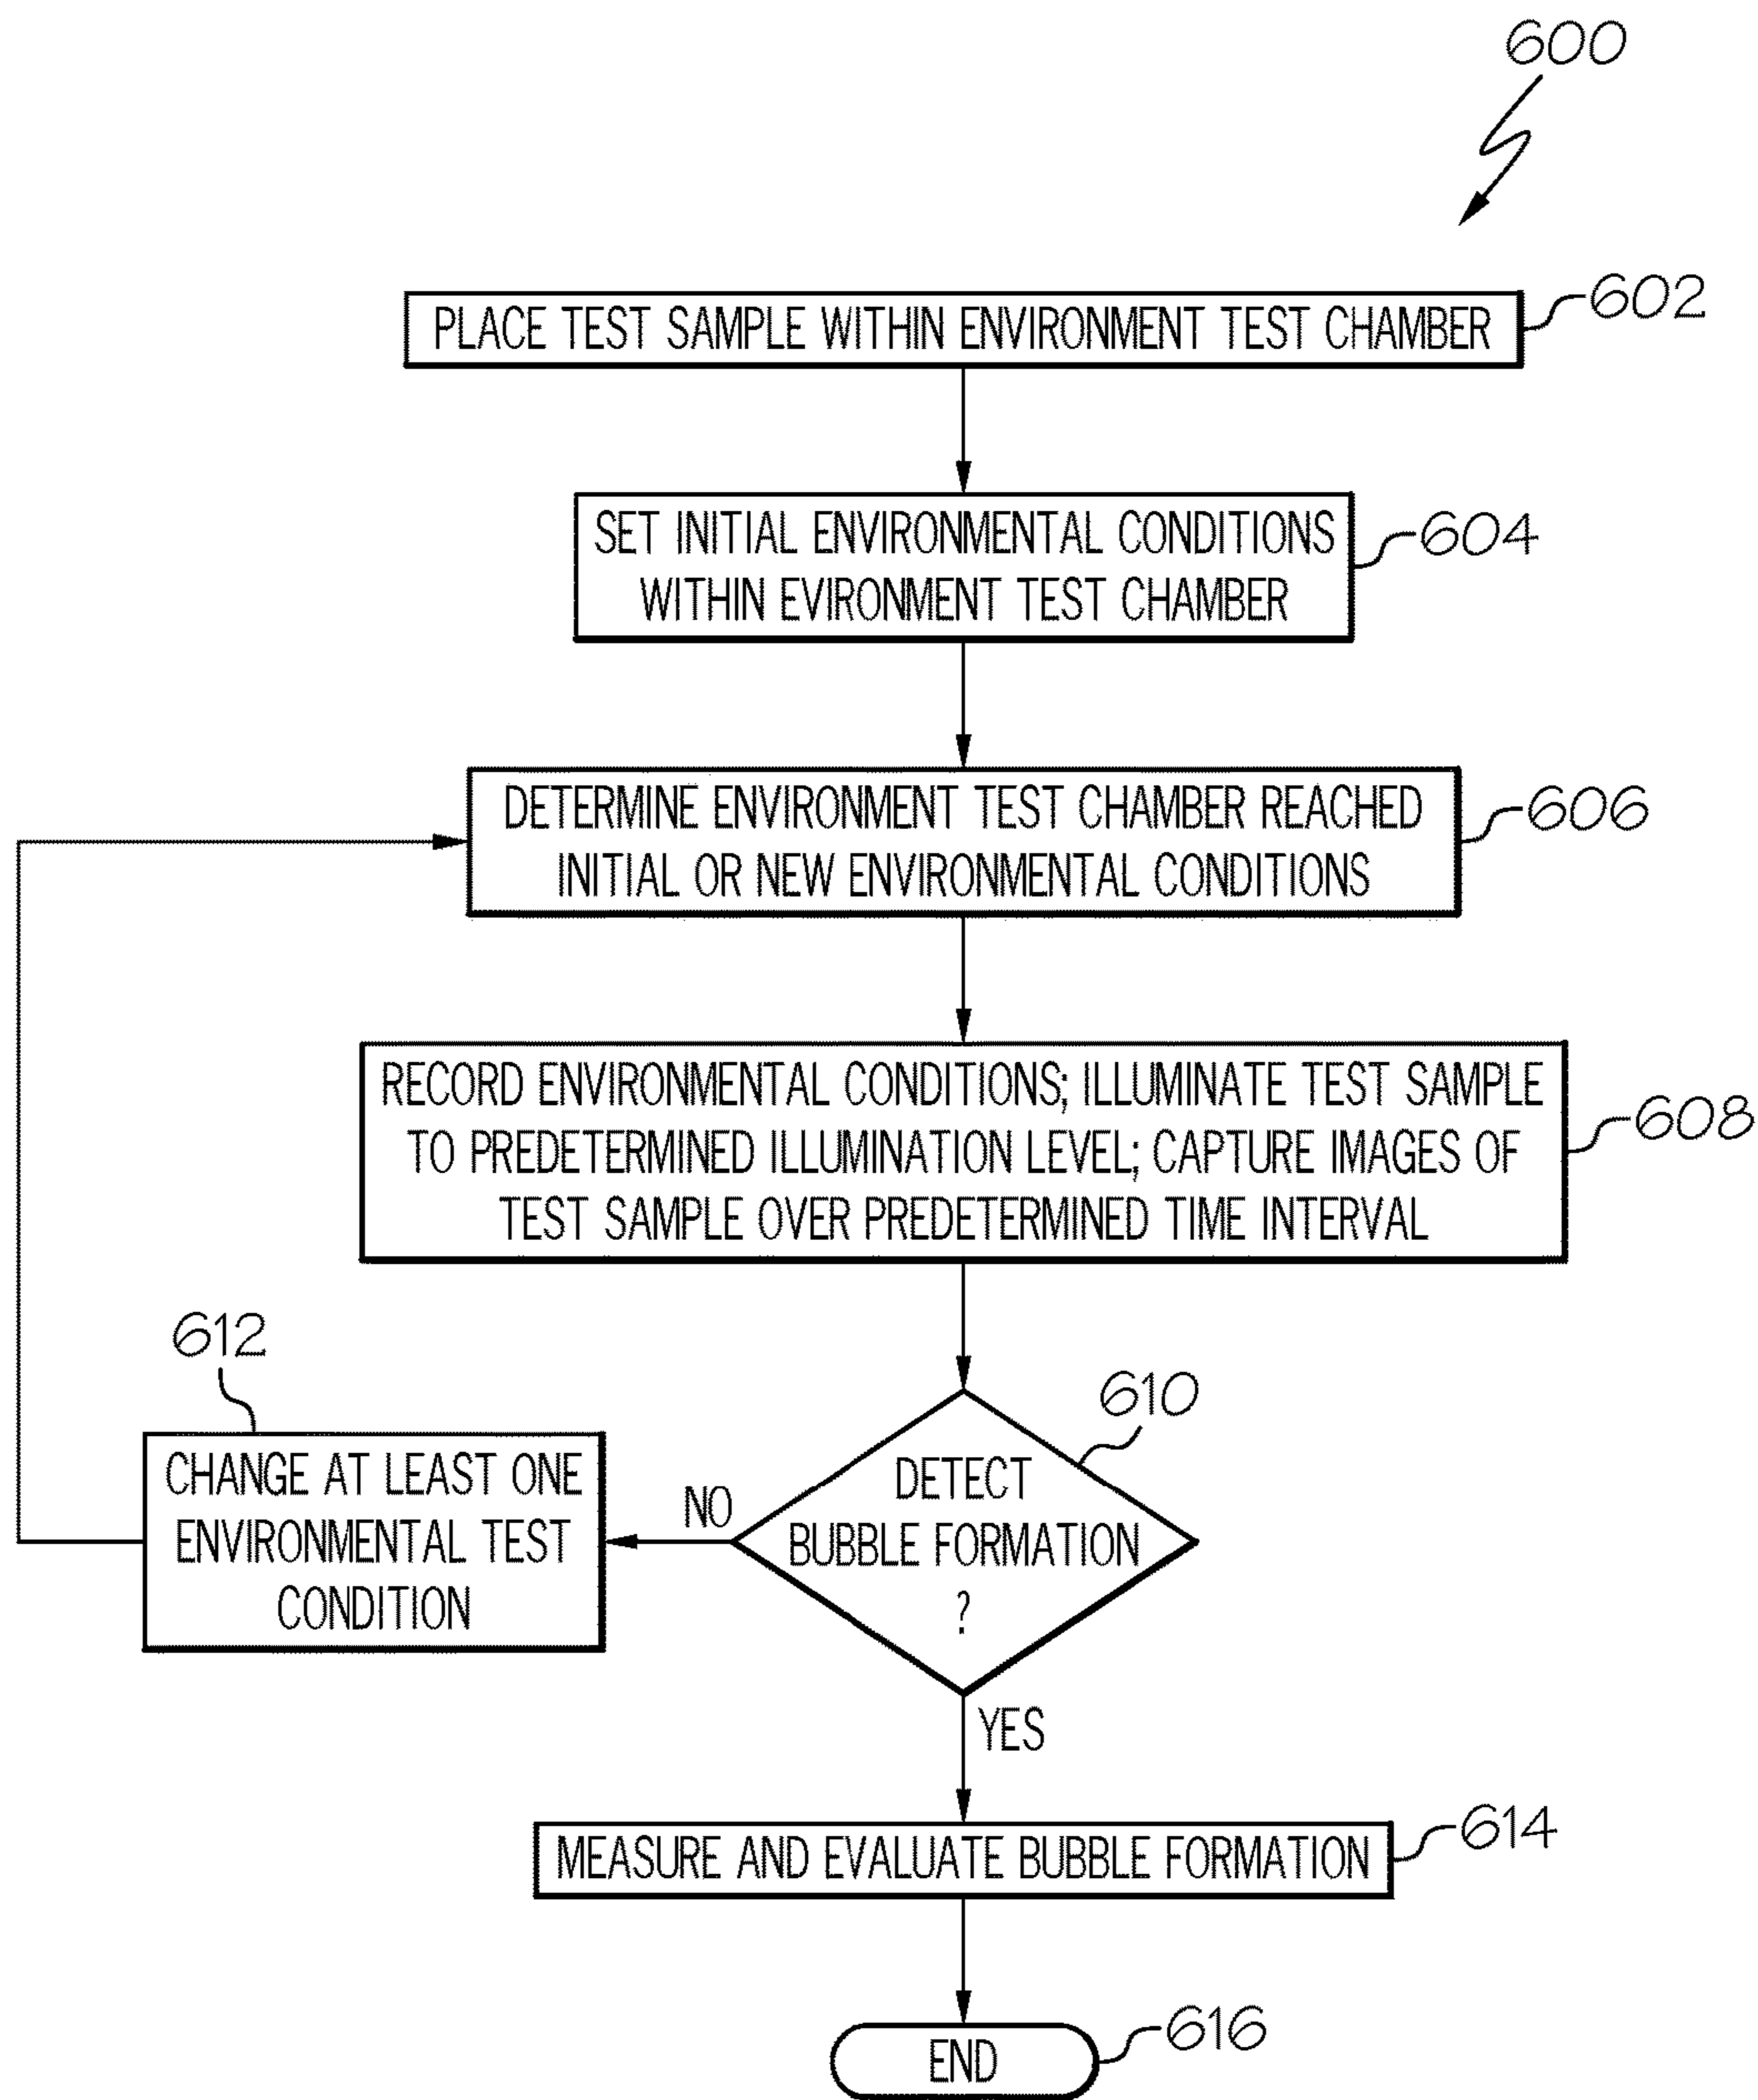 600
PLACE TEST SAMPLE WITHIN ENVIRONMENT TEST CHAMBER
602
SET INITIAL ENVIRONMENTAL CONDITIONS
WITHIN EVIRONMENT TEST CHAMBER
604
DETERMINE ENVIRONMENT TEST CHAMBER REACHED
INITIAL OR NEW ENVIRONMENTAL CONDITIONS
606
RECORD ENVIRONMENTAL CONDITIONS; ILLUMINATE TEST SAMPLE
TO PREDETERMINED ILLUMINATION LEVEL; CAPTURE IMAGES OF
TEST SAMPLE OVER PREDETERMINED TIME INTERVAL
608
DETECT
BUBBLE FORMATION
?
610
NO
612
CHANGE AT LEAST ONE
ENVIRONMENTAL TEST
CONDITION
YES
MEASURE AND EVALUATE BUBBLE FORMATION
614
END
616